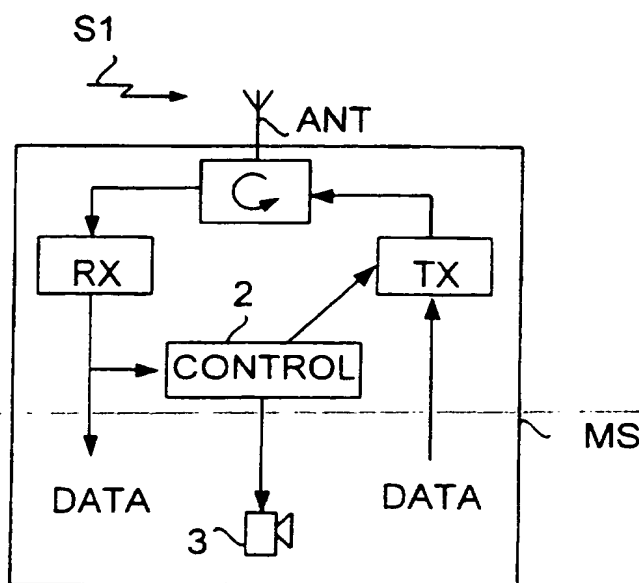 S1
ANT
RX
TX
2
CONTROL
MS
DATA
DATA
3